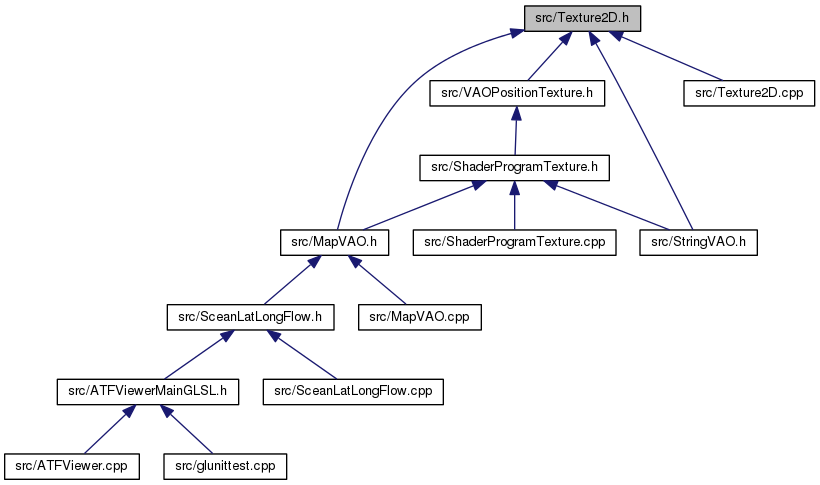 src/Texture2D.h
src/VAOPositionTexture.h
src/Texture2D.cpp
src/ShaderProgramTexture.h
src/MapVAO.h
src/ShaderProgramTexture.cpp
src/StringVAO.h
src/SceanLatLongFlow.h
src/MapVAO.cpp
src/ATFViewerMainGLSL.h
src/SceanLatLongFlow.cpp
src/ATFViewer.cpp
src/glunittest.cpp